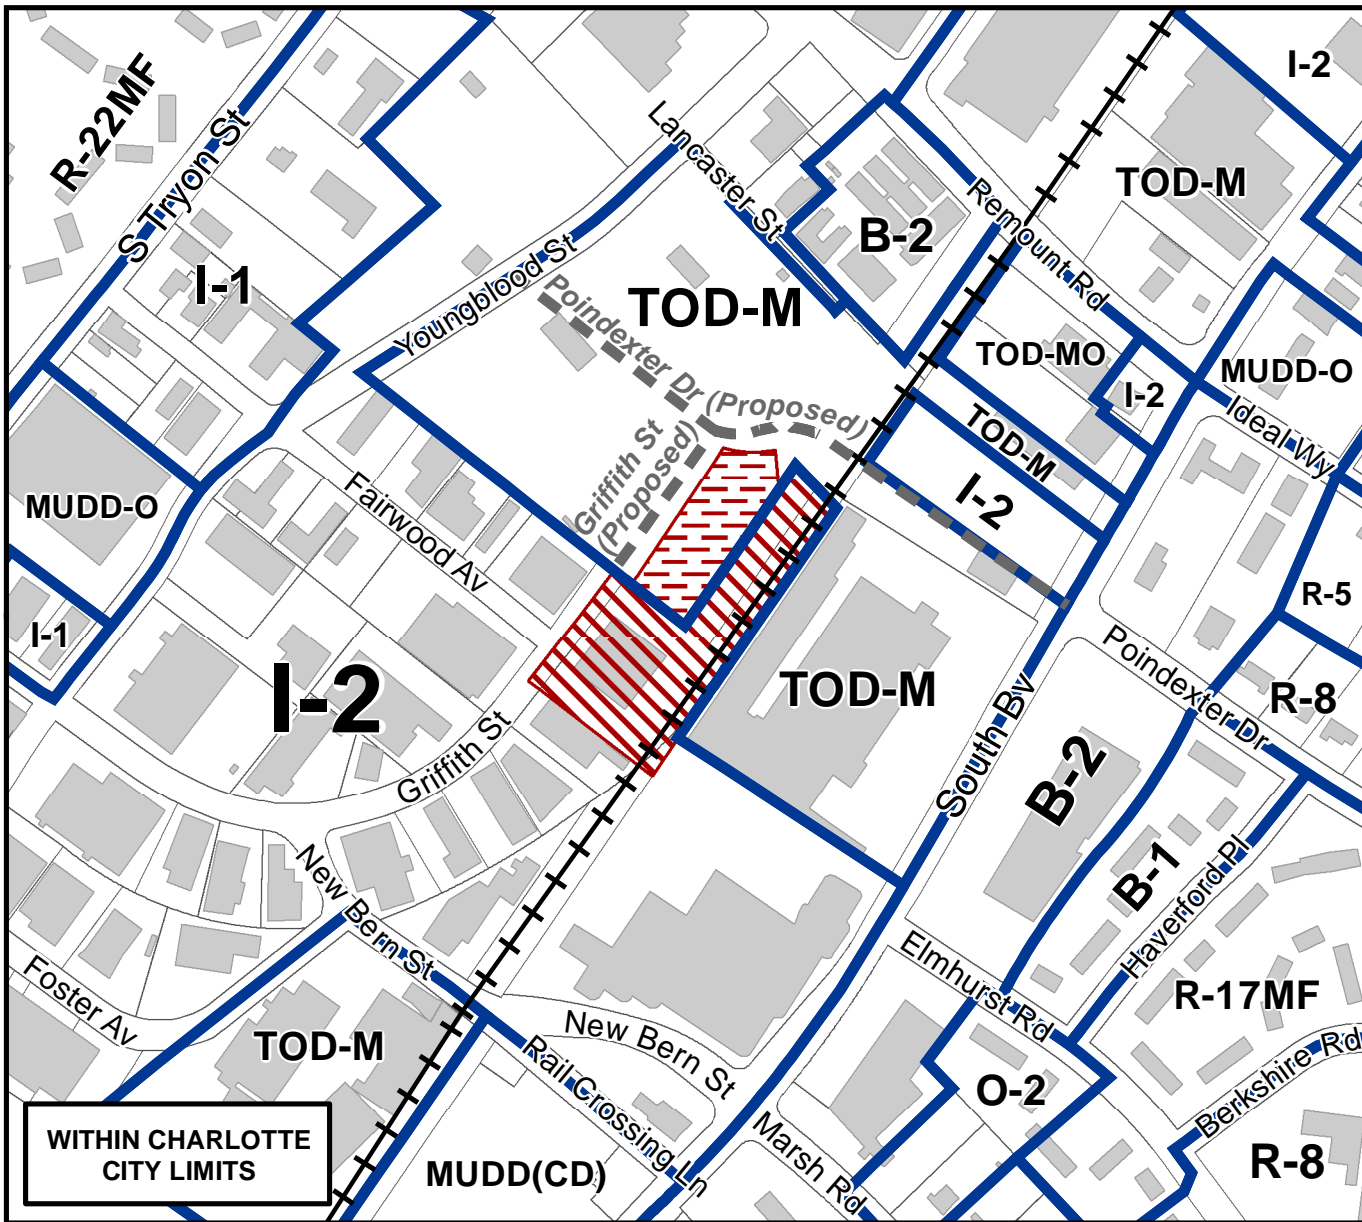 R-22MF
S Tryon St
I-1
Youngblood St
Lancaster St
B-2
Remount Rd
I-2
TOD-M
TOD-M
Poindexter Dr (Proposed)
Griffith St
(Proposed)
TOD-MO
I-2
MUDD-O
Ideal Wy
TOD-M
I-2
MUDD-O
Fairwood Av
I-1
I-2
Griffith St
TOD-M
South Bv
R-5
Poindexter Dr
R-8
B-2
B-1
Haverford Pl
New Bern St
Foster Av
TOD-M
Elmhurst Rd
R-17MF
New Bern St
Rail Crossing Ln
Marsh Rd
O-2
Berkshire Rd
R-8
MUDD(CD)
WITHIN CHARLOTTE
CITY LIMITS